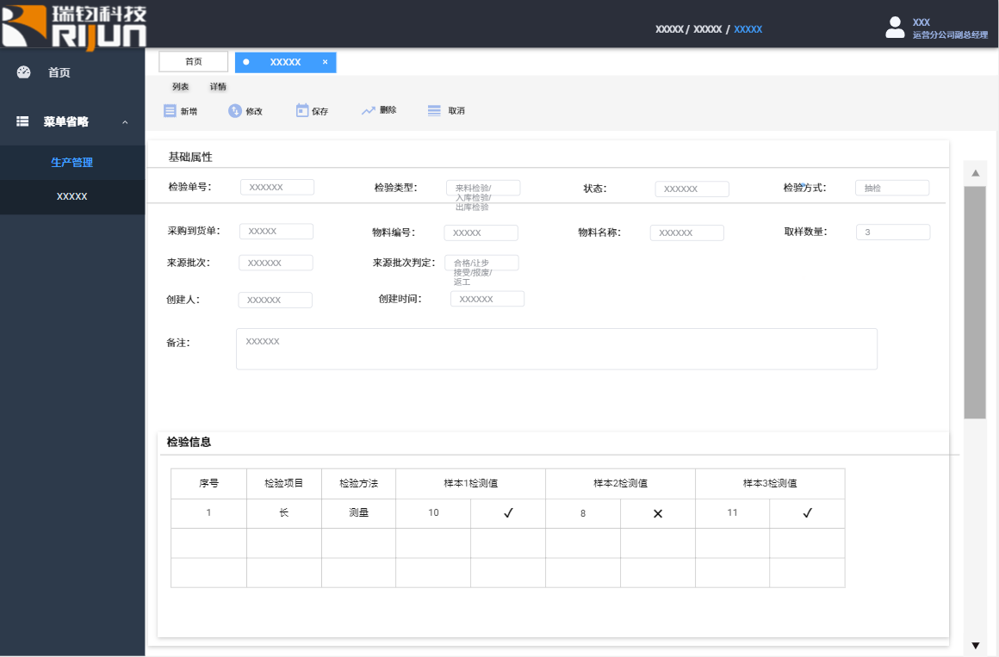 瑞钧科技
RIJUN
XXXXX / XXXXX / XXXXX
XXX
运营分公司副总经理
首页
菜单省略
生产管理
XXXXX
首页
XXXXX ×
列表 详情
新增 修改 保存 删除 取消
基础属性
检验单号： XXXXXX 检验类型： 来料检验/
入库检验/
出库检验
状态： XXXXXX 检验方式： 抽检
采购到货单： XXXXX 物料编号： XXXXX 物料名称： XXXXXX 取样数量： 3
来源批次： XXXXXX 来源批次判定： 合格/让步
接受/报废/
返工
创建人： XXXXXX 创建时间： XXXXXX
备注： XXXXXX
检验信息
序号 检验项目 检验方法 样本1检测值 样本2检测值 样本3检测值
1 长 测量 10 ✓ 8 ✕ 11 ✓